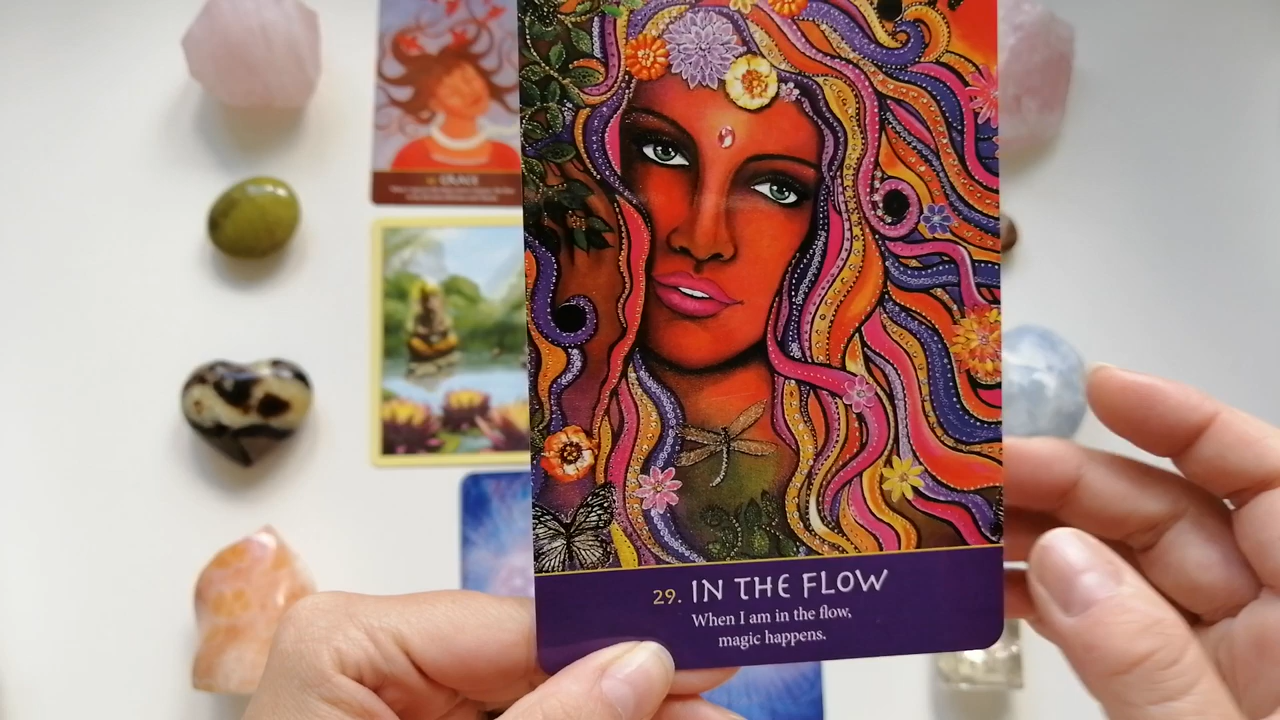 29. IN THE FLOW
When I am in the flow,
magic happens.